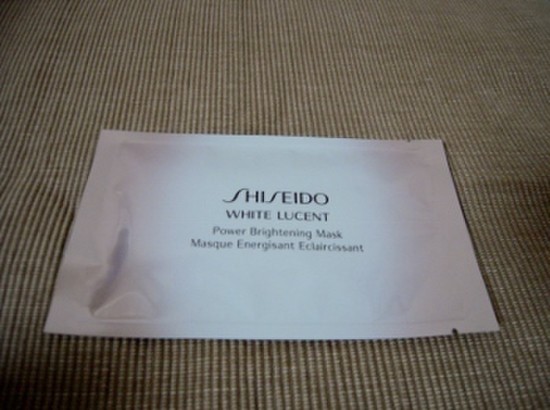 SHISEIDO
WHITE LUCENT
Power Brightening Mask
Masque Energisant Eclaircissant